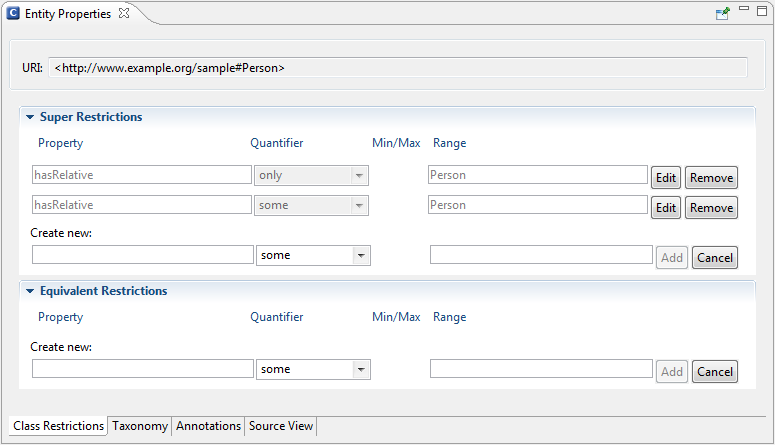 C Entity Properties
URI: <http://www.example.org/sample#Person>
Super Restrictions
Property Quantifier Min/Max Range
hasRelative only Person Edit Remove
hasRelative some Person Edit Remove
Create new:
some Add Cancel
Equivalent Restrictions
Property Quantifier Min/Max Range
Create new:
some Add Cancel
Class Restrictions Taxonomy Annotations Source View